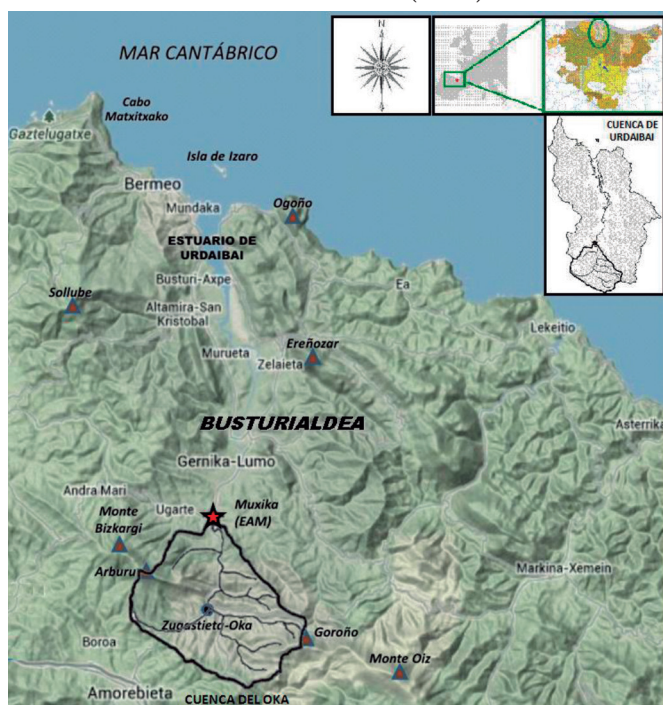 MAR CANTÁBRICO
N
CUENCA DE
URDAIBAI
Cabo
Matxitxako
Gaztelugatxe
Isla de Izaro
Bermeo
Mundaka
Ogoño
ESTUARIO DE
URDAIBAI
Busturi-Axpe
Ea
Sollube
Altamira-San
Kristobal
Lekeitio
Murueta
Ereñozar
Zelaieta
BUSTURIALDEA
Asterrika
Gernika-Lumo
Andra Mari
Ugarte
Muxika
(EAM)
Monte
Bizkargi
Arburu
Markina-Xemein
Zugastieta-Oka
Boroa
Goroño
Monte Oiz
Amorebieta
CUENCA DEL OKA